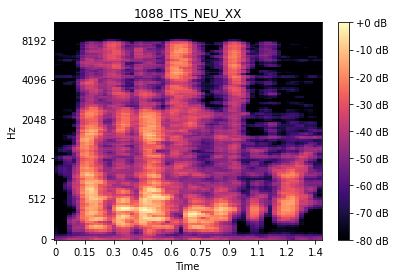 1088_ITS_NEU_XX
Hz
8192
4096
2048
1024
512
0
0 0.15 0.3 0.45 0.6 0.75 0.9 1.1 1.2 1.4
Time
+0 dB
-10 dB
-20 dB
-30 dB
-40 dB
-50 dB
-60 dB
-70 dB
-80 dB